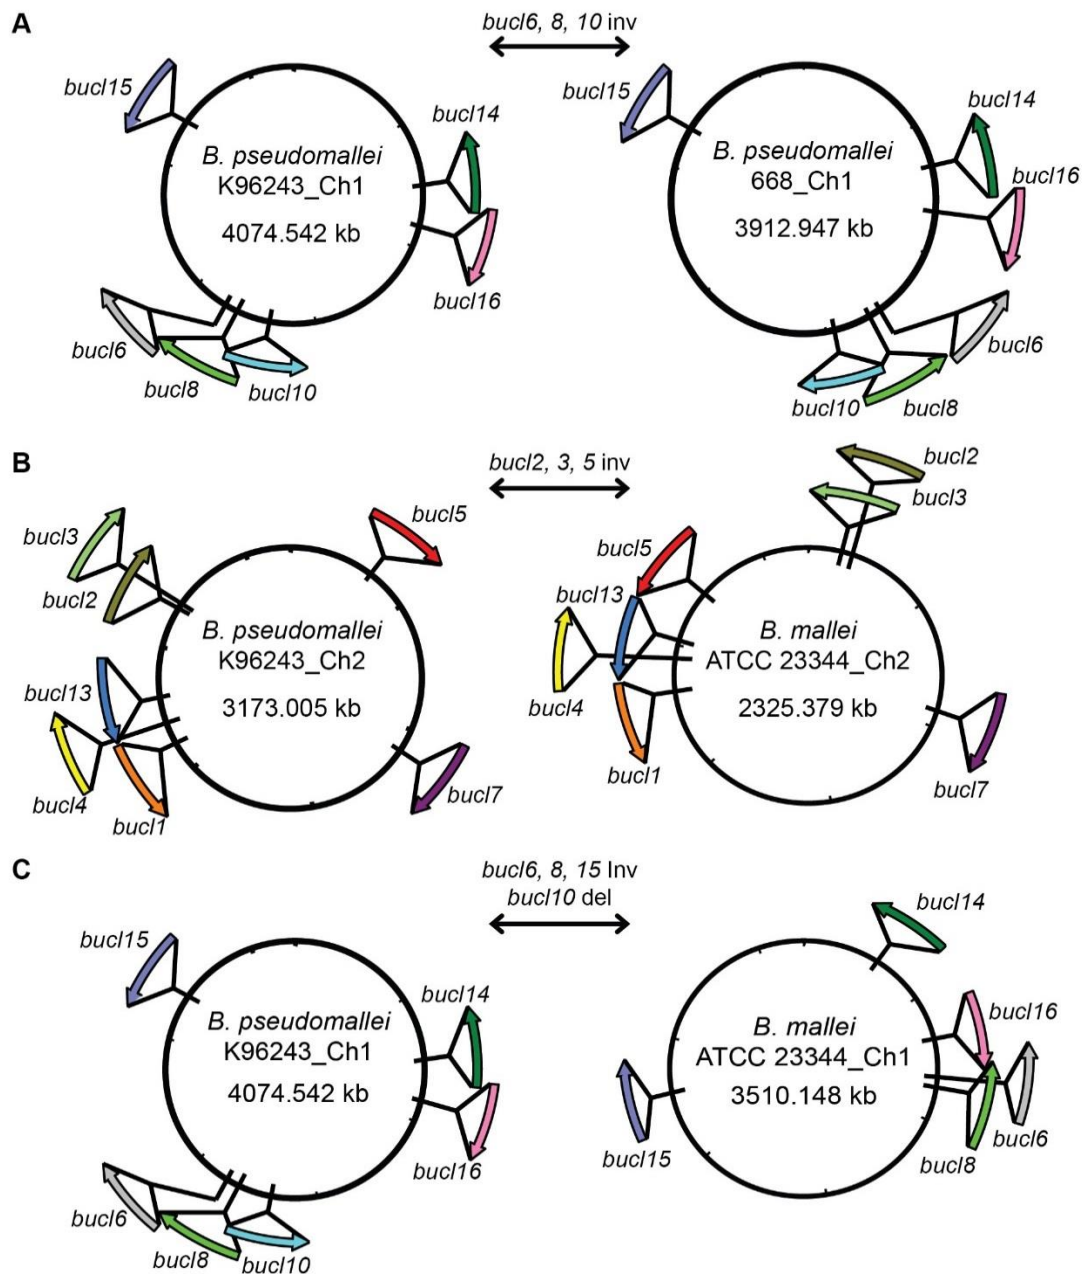 A
bucl6, 8, 10 inv
bucl15
bucl14
B. pseudomallei
K96243_Ch1
4074.542 kb
bucl16
bucl6
bucl8
bucl10
bucl15
bucl14
B. pseudomallei
668_Ch1
3912.947 kb
bucl16
bucl6
bucl10
bucl8
B
bucl2, 3, 5 inv
bucl3
bucl5
bucl2
B. pseudomallei
K96243_Ch2
3173.005 kb
bucl13
bucl4
bucl1
bucl7
bucl2
bucl3
bucl5
bucl13
B. mallei
ATCC 23344_Ch2
2325.379 kb
bucl4
bucl1
bucl7
C
bucl6, 8, 15 Inv
bucl10 del
bucl15
bucl14
B. pseudomallei
K96243_Ch1
4074.542 kb
bucl16
bucl6
bucl8
bucl10
bucl14
bucl16
B. mallei
ATCC 23344_Ch1
3510.148 kb
bucl6
bucl15
bucl8